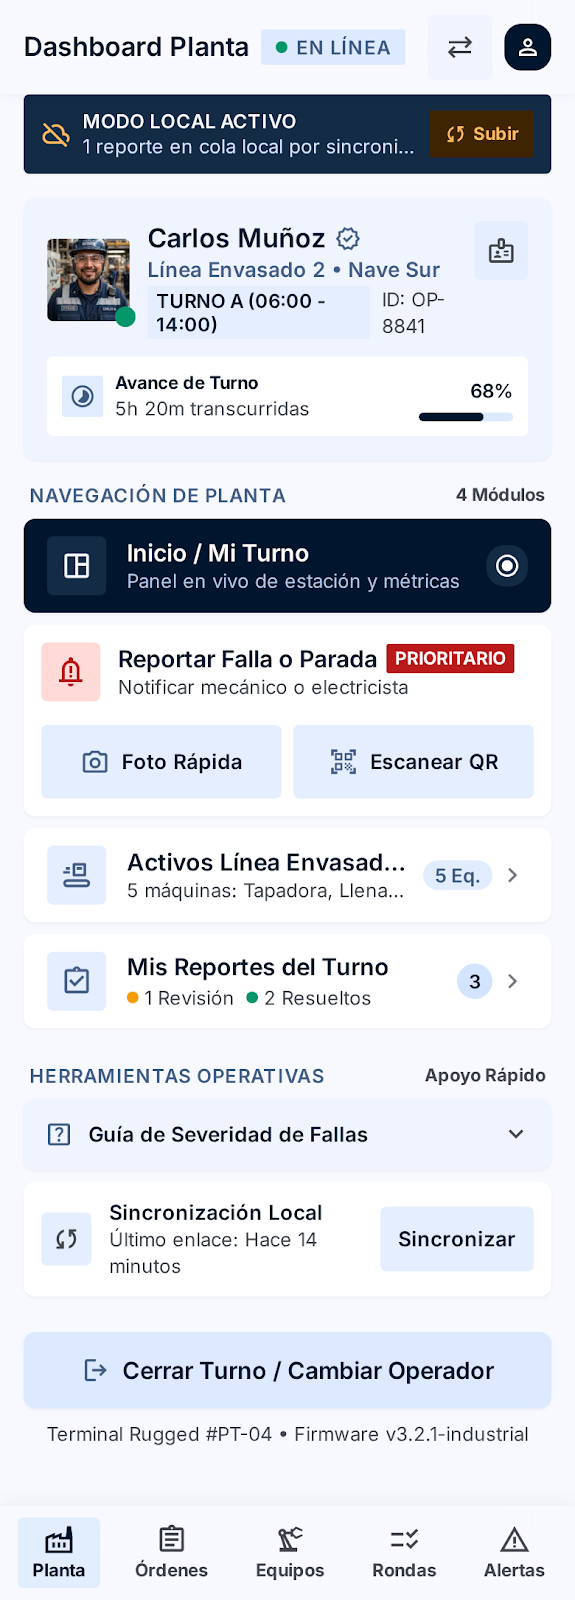 Dashboard Planta
EN LÍNEA
MODO LOCAL ACTIVO
1 reporte en cola local por sincroni...
Subir
Carlos Muñoz
Línea Envasado 2 • Nave Sur
TURNO A (06:00 -
14:00)
ID: OP-
8841
Avance de Turno
5h 20m transcurridas
68%
NAVEGACIÓN DE PLANTA
4 Módulos
Inicio / Mi Turno
Panel en vivo de estación y métricas
Reportar Falla o Parada
PRIORITARIO
Notificar mecánico o electricista
Foto Rápida
Escanear QR
Activos Línea Envasad...
5 máquinas: Tapadora, Llena...
5 Eq.
Mis Reportes del Turno
1 Revisión
2 Resueltos
3
HERRAMIENTAS OPERATIVAS
Apoyo Rápido
Guía de Severidad de Fallas
Sincronización Local
Último enlace: Hace 14
minutos
Sincronizar
Cerrar Turno / Cambiar Operador
Terminal Rugged #PT-04 • Firmware v3.2.1-industrial
Planta
Órdenes
Equipos
Rondas
Alertas